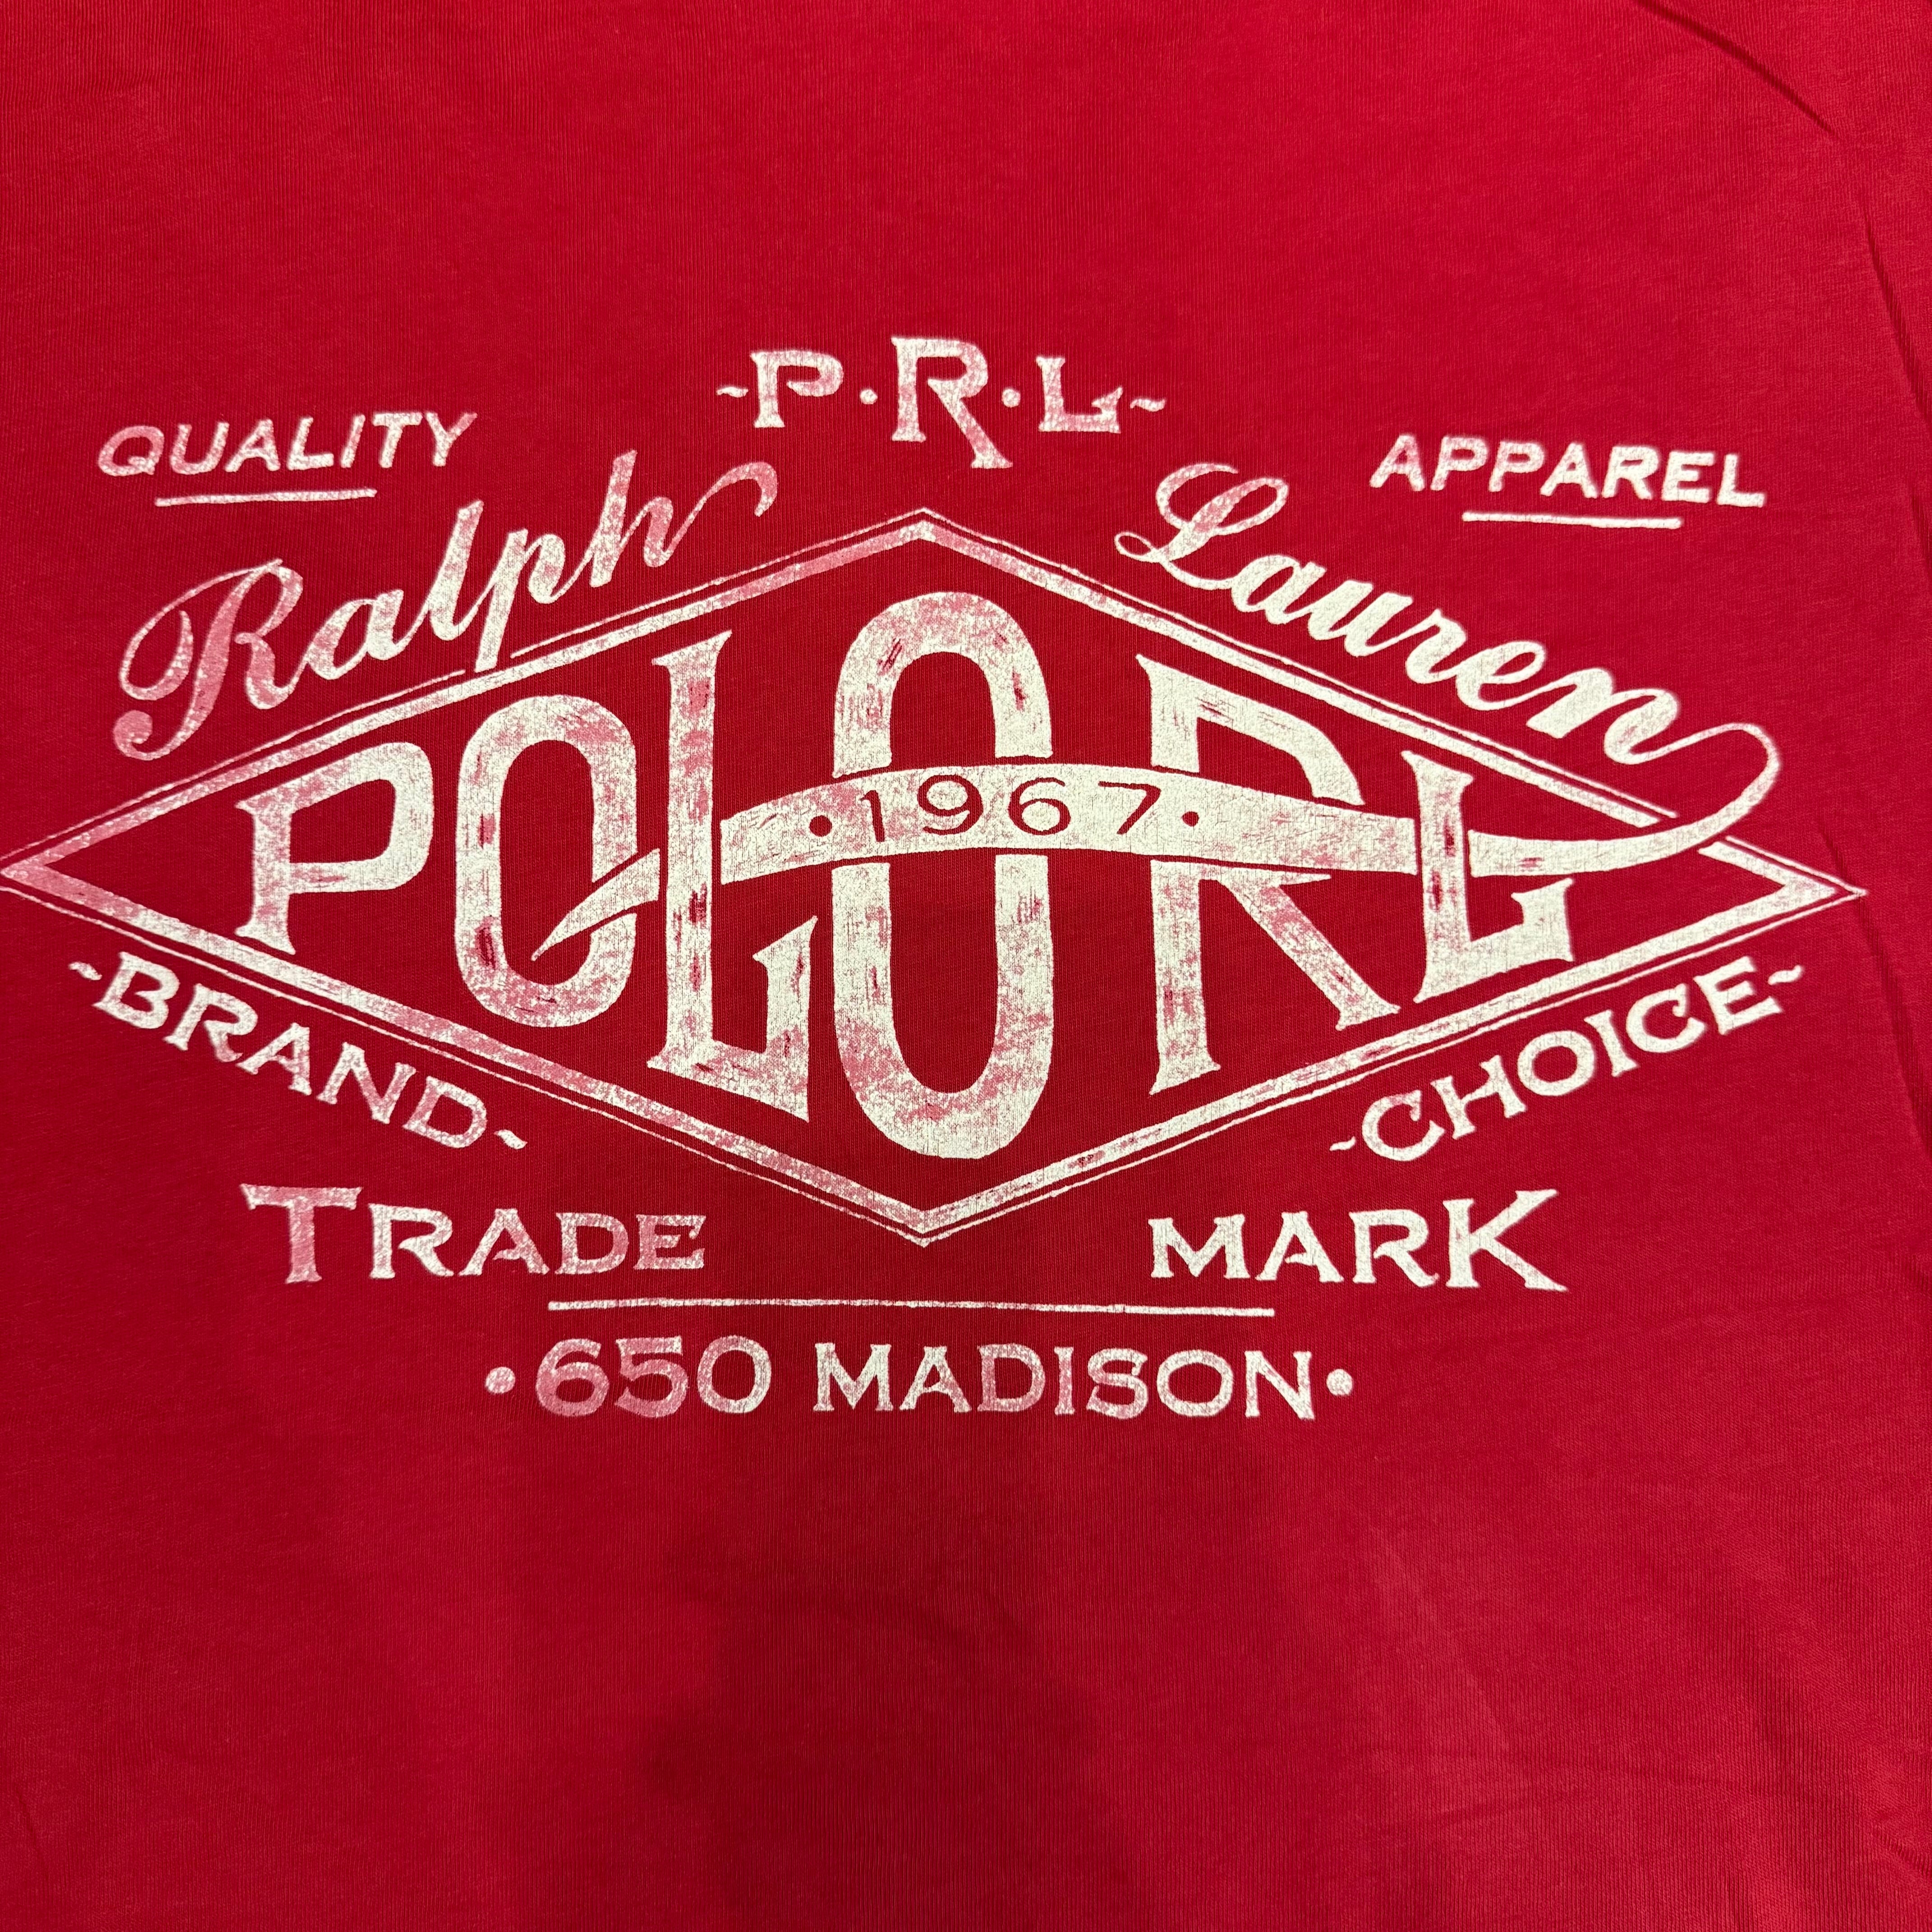 ~P·R·L~
QUALITY
APPAREL
Ralph Lauren
POLO RL
·1967·
~BRAND~
~CHOICE~
TRADE MARK
·650 MADISON·